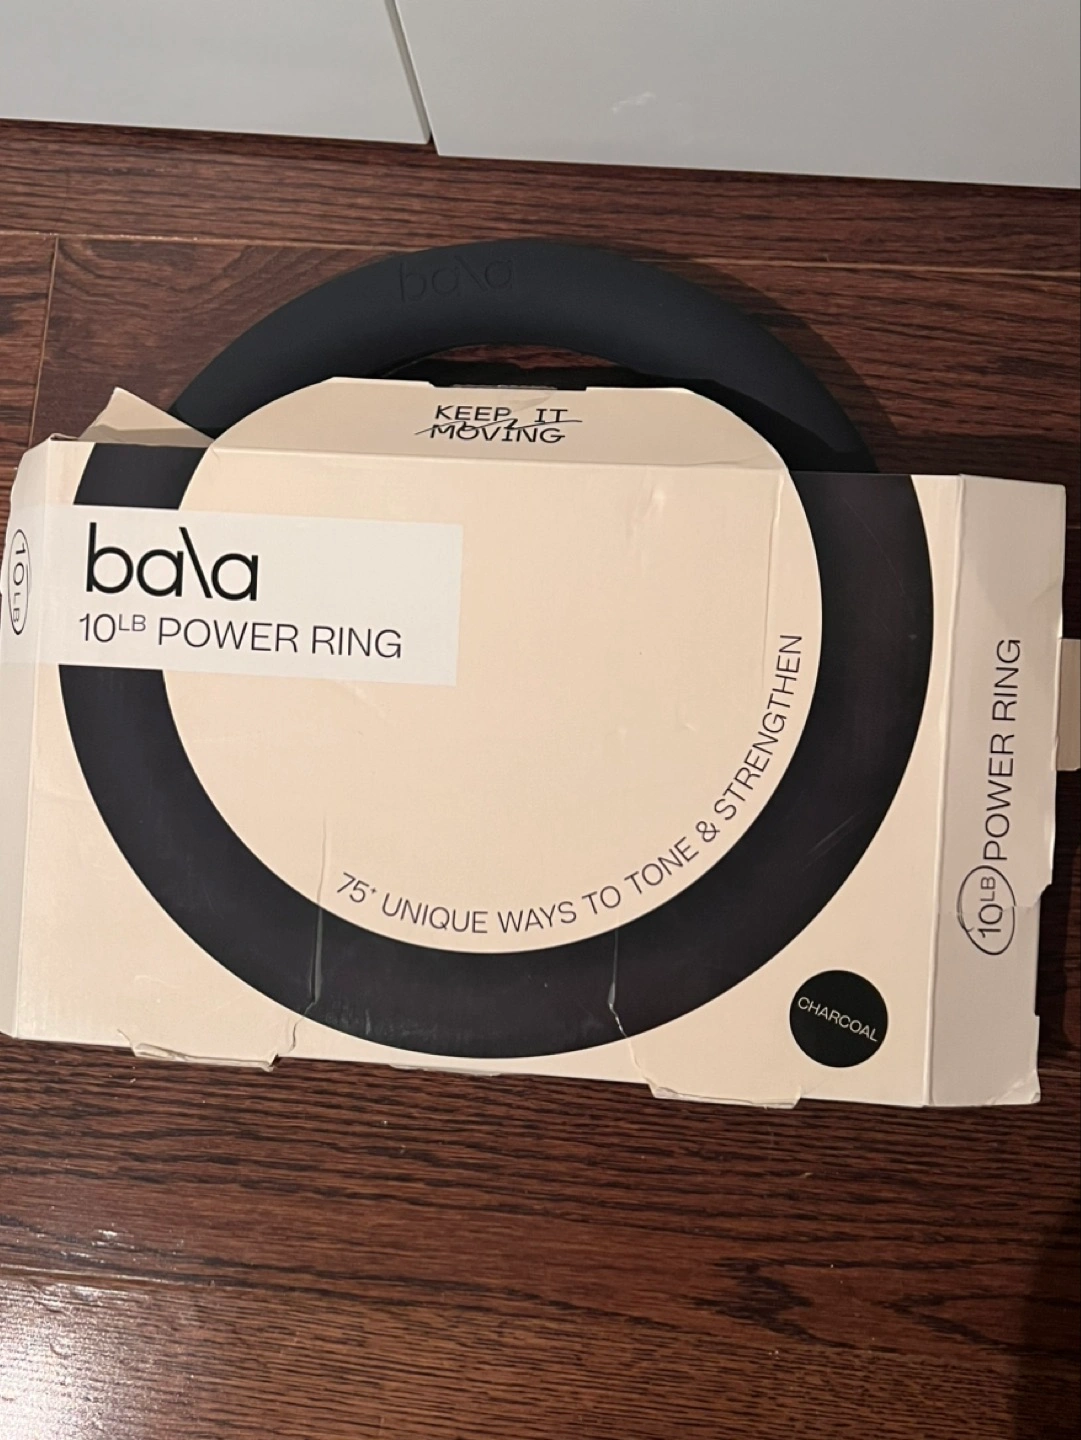 bala
KEEP IT
MOVING
bala
10LB POWER RING
10LB
75+ UNIQUE WAYS TO TONE & STRENGTHEN
10LB POWER RING
CHARCOAL